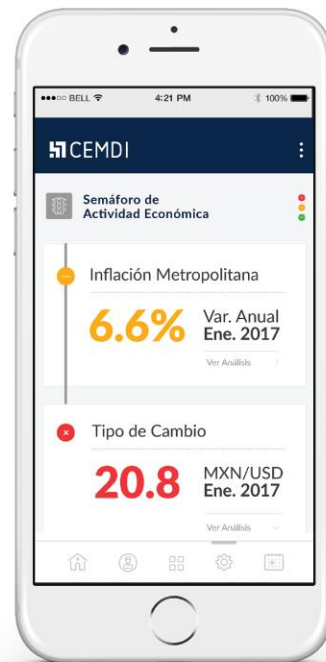 BELL
4:21 PM
100%
CEMDI
Semáforo de
Actividad Económica
Inflación Metropolitana
6.6%
Var. Anual
Ene. 2017
Ver Análisis
Tipo de Cambio
20.8
MXN/USD
Ene. 2017
Ver Análisis